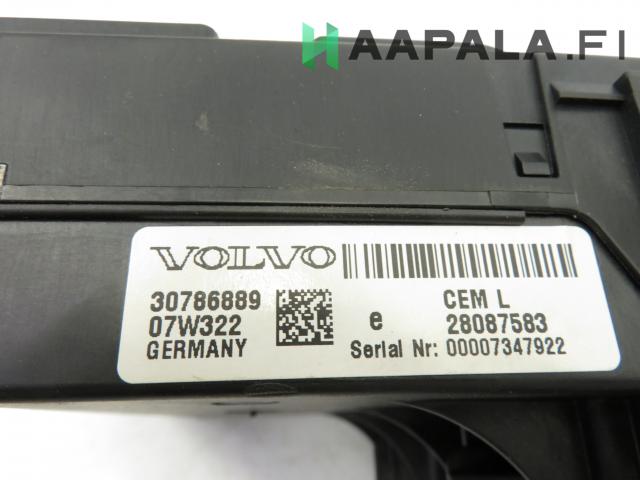 HAAPALA.FI
VOLVO
30786889
CEM L
07W322
e
28087583
GERMANY
Serial Nr: 00007347922